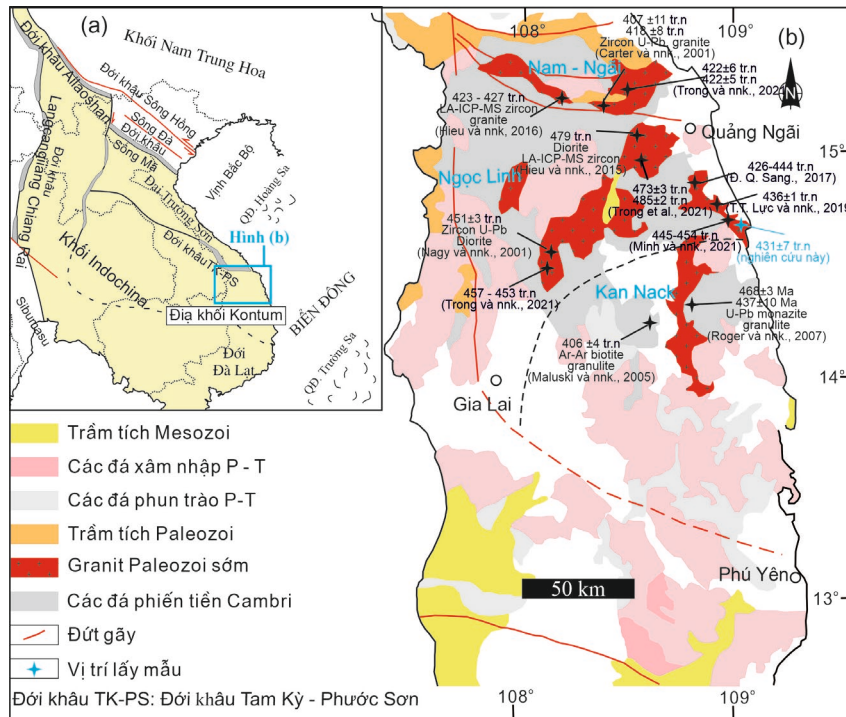 (a)
Khối Nam Trung Hoa
Đới khâu Ailaoshan
Đới khâu Sông Hồng
Sông Đà
Đới khâu
Sông Mã
Đới khâu
Langcangjiang Chiang Rai
Vịnh Bắc Bộ
QĐ. Hoàng Sa
Đai Trường Sơn
Đới khâu TK-PS
Hình (b)
Khối Indochina
Địa khối Kontum
BIỂN ĐÔNG
Sibumasu
Đới
Đà Lạt
QĐ. Trường Sa
Trầm tích Mesozoi
Các đá xâm nhập P - T
Các đá phun trào P-T
Trầm tích Paleozoi
Granit Paleozoi sớm
Các đá phiến tiền Cambri
Đứt gãy
Vị trí lấy mẫu
Đới khâu TK-PS: Đới khâu Tam Kỳ - Phước Sơn
108°
109°
(b)
N
407 ±11 tr.n
418 ±8 tr.n
Zircon U-Pb granite
(Carter và nnk., 2001)
Nam - Ngãi
422±6 tr.n
422±5 tr.n
(Trong và nnk., 2021)
423 - 427 tr.n
LA-ICP-MS zircon
granite
(Hieu và nnk., 2016)
479 tr.n
Diorite
LA-ICP-MS zircon
(Hieu và nnk., 2015)
Quảng Ngãi
15°
Ngọc Linh
473±3 tr.n
485±2 tr.n
(Trong et al., 2021)
426-444 tr.n
(Đ. Q. Sang., 2017)
436±1 tr.n
(T.T. Lực và nnk., 2019
451±3 tr.n
Zircon U-Pb
Diorite
(Nagy và nnk., 2001)
445-454 tr.n
(Minh và nnk., 2021)
431±7 tr.n
(nghiên cứu này)
457 - 453 tr.n
(Trong và nnk., 2021)
Kan Nack
468±3 Ma
437±10 Ma
U-Pb monazite
granulite
(Roger và nnk., 2007)
406 ±4 tr.n
Ar-Ar biotite
granulite
(Maluski và nnk., 2005)
Gia Lai
14°
Phú Yên
50 km
13°
108°
109°